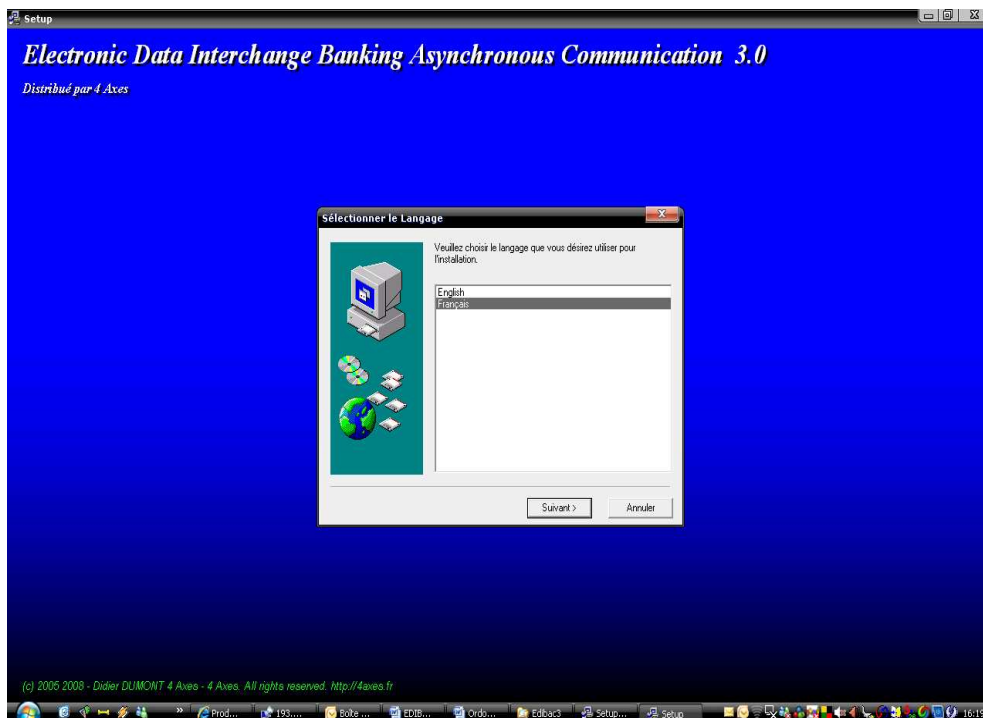 Setup
Electronic Data Interchange Banking Asynchronous Communication 3.0
Distribué par 4 Axes
Sélectionner le Langage
Veuillez choisir le langage que vous désirez utiliser pour
l'installation.
English
Français
Suivant >
Annuler
(c) 2005 2008 - Didier DUMONT 4 Axes - 4 Axes. All rights reserved. http://4axes.fr
» Prod... 193.... Boîte ... EDIB... Ordo... Edibac3 Setup... Setup 16:19